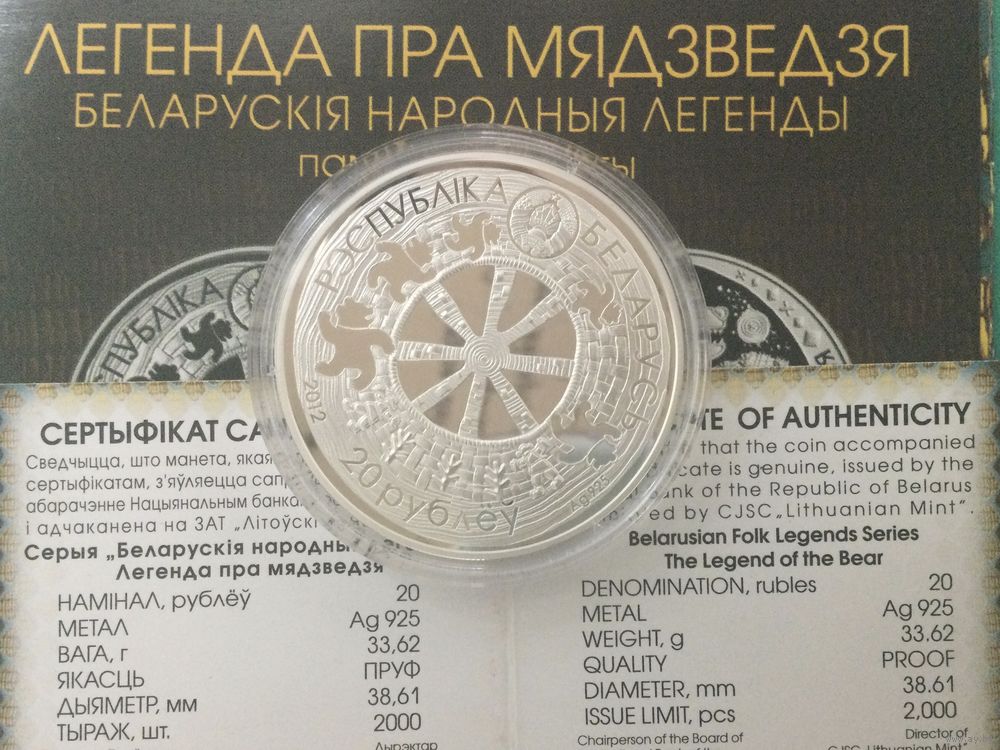 ЛЕГЕНДА ПРА МЯДЗВЕДЗЯ
БЕЛАРУСКІЯ НАРОДНЫЯ ЛЕГЕНДЫ
РЭСПУБЛІКА БЕЛАРУСЬ
2012
20 рублёў
Ag 925
ПУБЛІКА
СЕРТЫФІКАТ
Сведчыцца, што манета, якая
сертыфікатам, з'яўляецца
абарачэнне Нацыянальным
і адчаканена на ЗАТ „Літоўскі
Серыя „Беларускія народныя
Легенда пра мядзведзя
НАМІНАЛ, рублёў 20
МЕТАЛ Ag 925
ВАГА, г 33,62
ЯКАСЦЬ ПРУФ
ДЫЯМЕТР, мм 38,61
ТЫРАЖ, шт. 2000
Дырэктар
OF AUTHENTICITY
that the coin accompanied
is genuine, issued by the
of the Republic of Belarus
by CJSC „Lithuanian Mint".
Belarusian Folk Legends Series
The Legend of the Bear
DENOMINATION, rubles 20
METAL Ag 925
WEIGHT, g 33.62
QUALITY PROOF
DIAMETER, mm 38.61
ISSUE LIMIT, pcs 2,000
Chairperson of the Board of
Director of
CJSC „Lithuanian Mint"